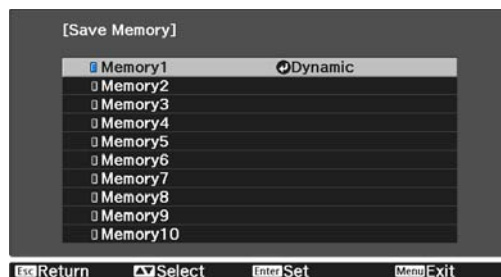 [Save Memory]
Memory1 Dynamic
Memory2
Memory3
Memory4
Memory5
Memory6
Memory7
Memory8
Memory9
Memory10
Esc Return Select Enter Set Menu Exit